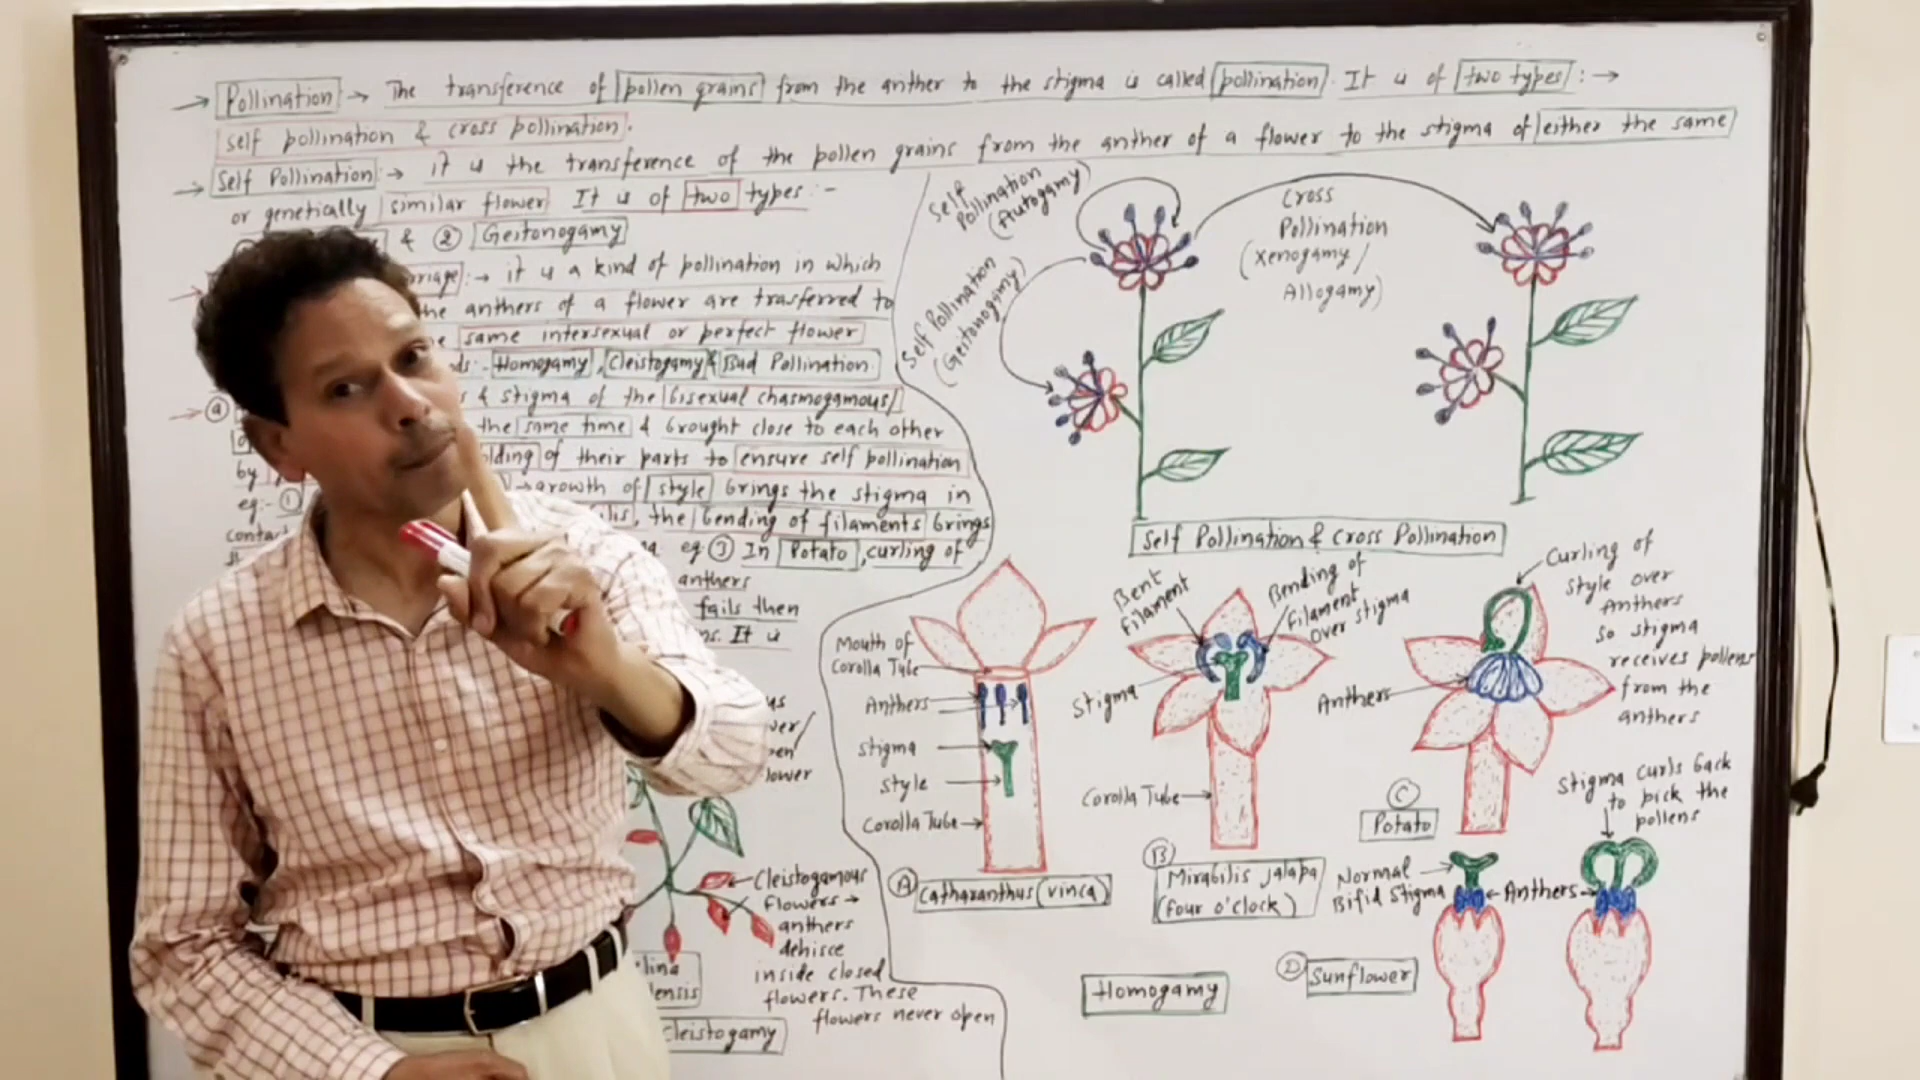 → Pollination → The transference of pollen grains from the anther to the stigma is called pollination. It is of two types : →
self pollination & cross pollination.
→ Self Pollination → it is the transference of the pollen grains from the anther of a flower to the stigma of either the same
or genetically similar flower It is of two types :-
& ② Geitonogamy
: → it is a kind of pollination in which
the anthers of a flower are trasferred to
same intersexual or perfect flower
Homogamy, Cleistogamy & Bud Pollination
ⓐ & stigma of the bisexual chasmogamous/
the same time & brought close to each other
by of their parts to ensure self pollination
eg:- ① → growth of style brings the stigma in
the bending of filaments brings
eg ③ In Potato, curling of
anthers
fails then
It is
Self Pollination (Autogamy)
Self Pollination (Geitonogamy)
Cross
Pollination
(xenogamy/
Allogamy)
Self Pollination & Cross Pollination
Mouth of
Corolla Tube
Anthers
stigma
style
Corolla Tube →
Ⓐ Catharanthus (vinca)
Bent
filament
Bending of
Filament
over stigma
Stigma
Corolla Tube
Ⓑ
Mirabilis jalapa
(four o'clock)
Curling of
style over
Anthers
so stigma
receives pollens
from the
anthers
Anthers
Ⓒ
Potato
Stigma curls back
to pick the
pollens
Normal
Bifid Stigma
Anthers
Ⓓ Sunflower
Homogamy
Cleistogamous
flowers →
anthers
dehisce
inside closed
flowers. These
flowers never open
Cleistogamy